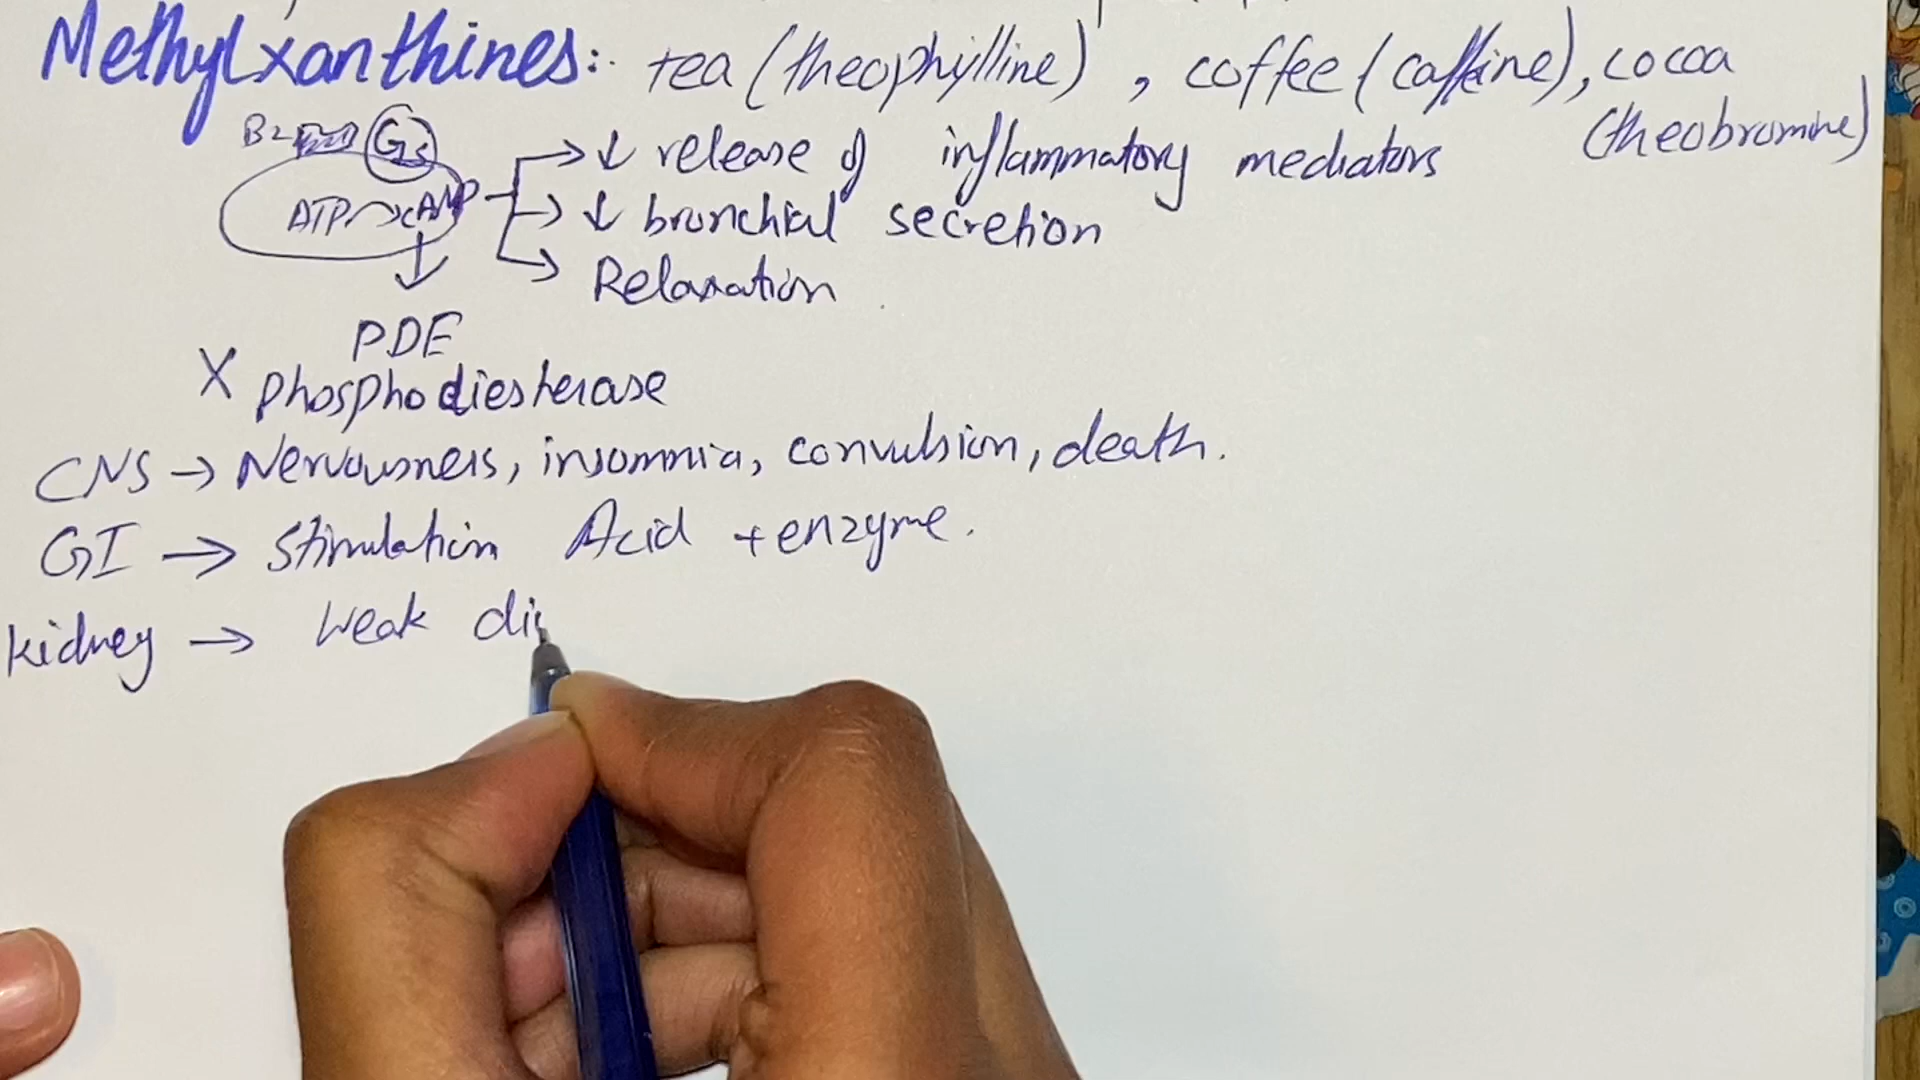 Methylxanthines:. tea (theophylline), coffee (caffeine), cocoa
(theobromine)
B2 Gs → ↓ release of inflammatory mediators
ATP → cAMP → ↓ bronchial secretion
→ Relaxation
↓
PDE
X phosphodiesterase
CNS → Nervousness, insomnia, convulsion, death.
GI → Stimulation Acid + enzyme.
kidney → Weak di